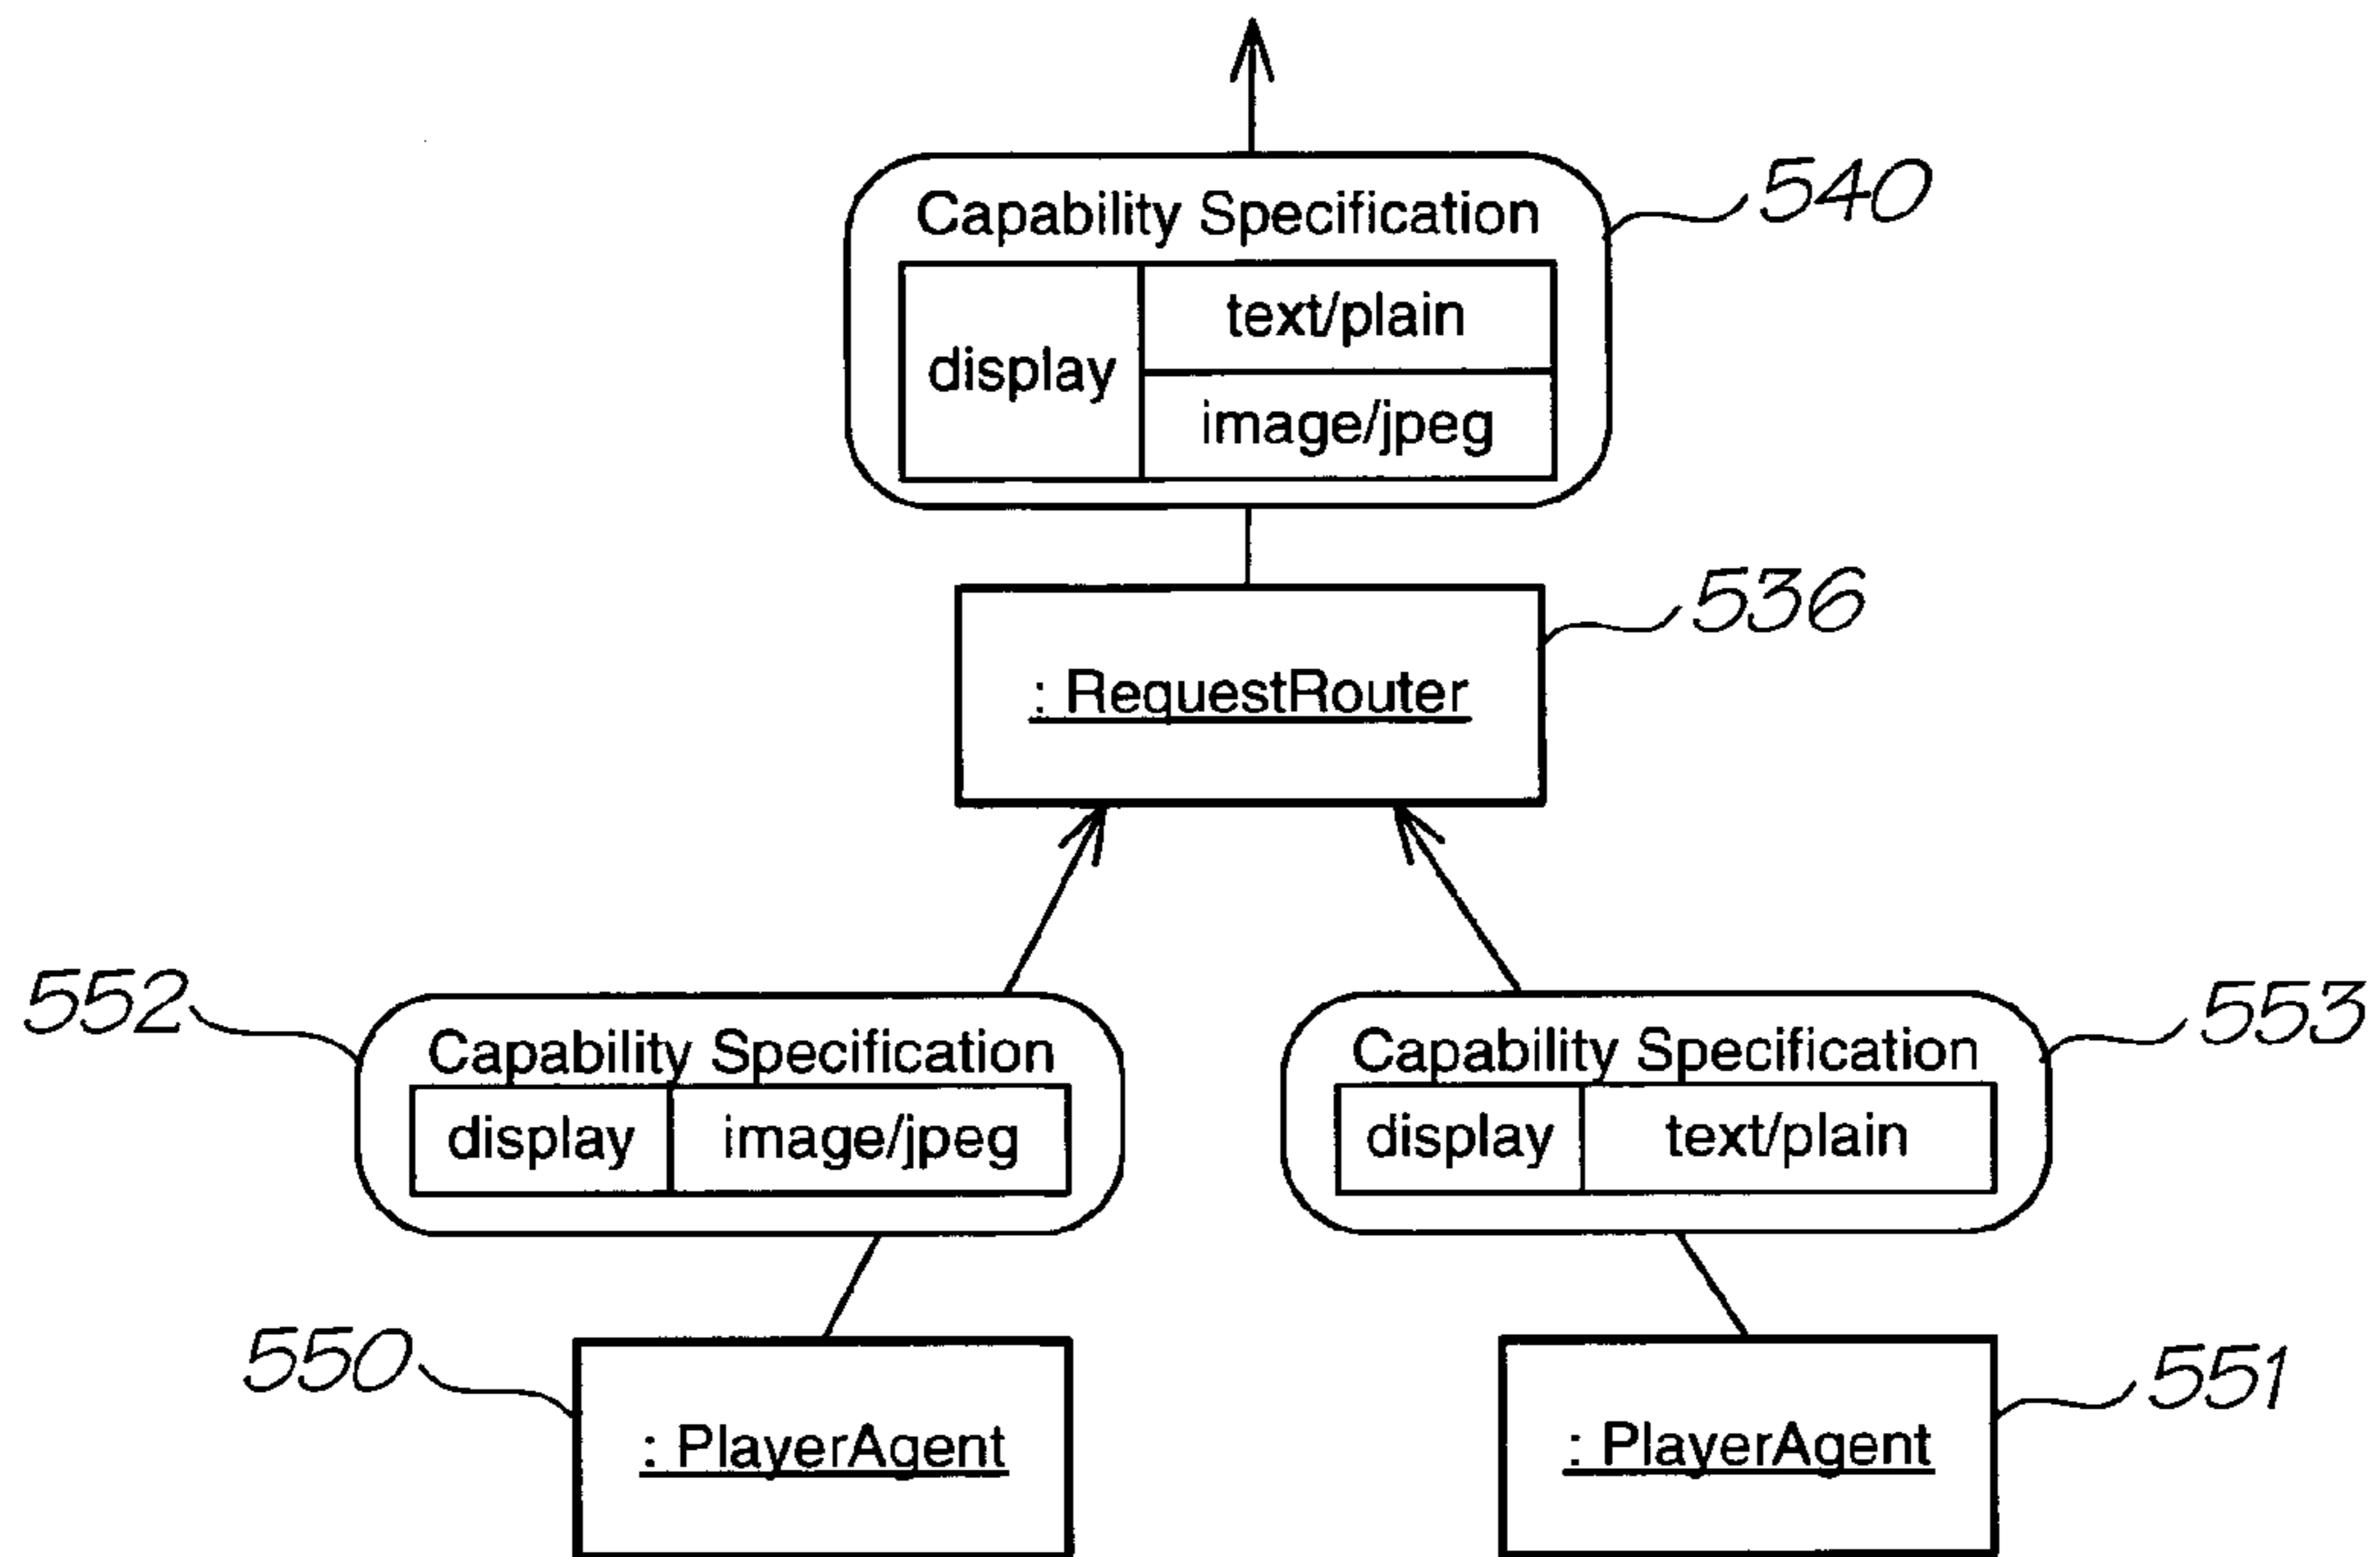 Capability Specification
540
display
text/plain
image/jpeg
: RequestRouter
536
552
Capability Specification
display image/jpeg
Capability Specification
553
display text/plain
550
: PlayerAgent
: PlayerAgent
551